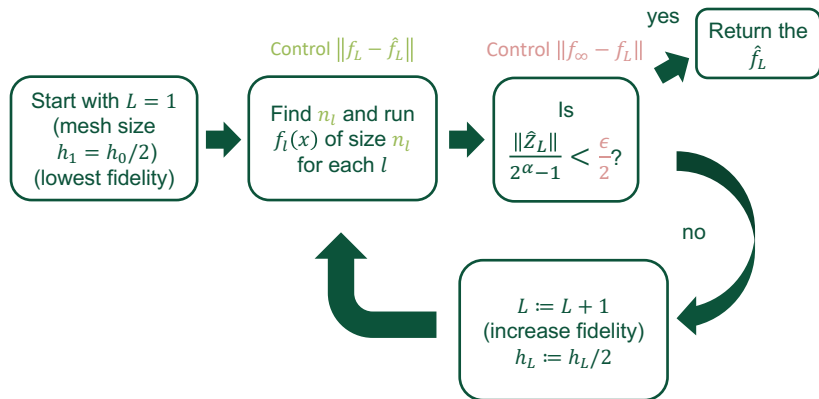 Start with 𝐿 = 1
(mesh size
ℎ₁ = ℎ₀/2)
(lowest fidelity)
Control ‖𝑓_𝐿 − 𝑓̂_𝐿‖
Find 𝑛_𝑙 and run
𝑓_𝑙(𝑥) of size 𝑛_𝑙
for each 𝑙
Control ‖𝑓_∞ − 𝑓_𝐿‖
Is
‖𝑍̂_𝐿‖/(2^α−1) < ϵ/2?
yes
Return the
𝑓̂_𝐿
no
𝐿 ≔ 𝐿 + 1
(increase fidelity)
ℎ_𝐿 ≔ ℎ_𝐿/2